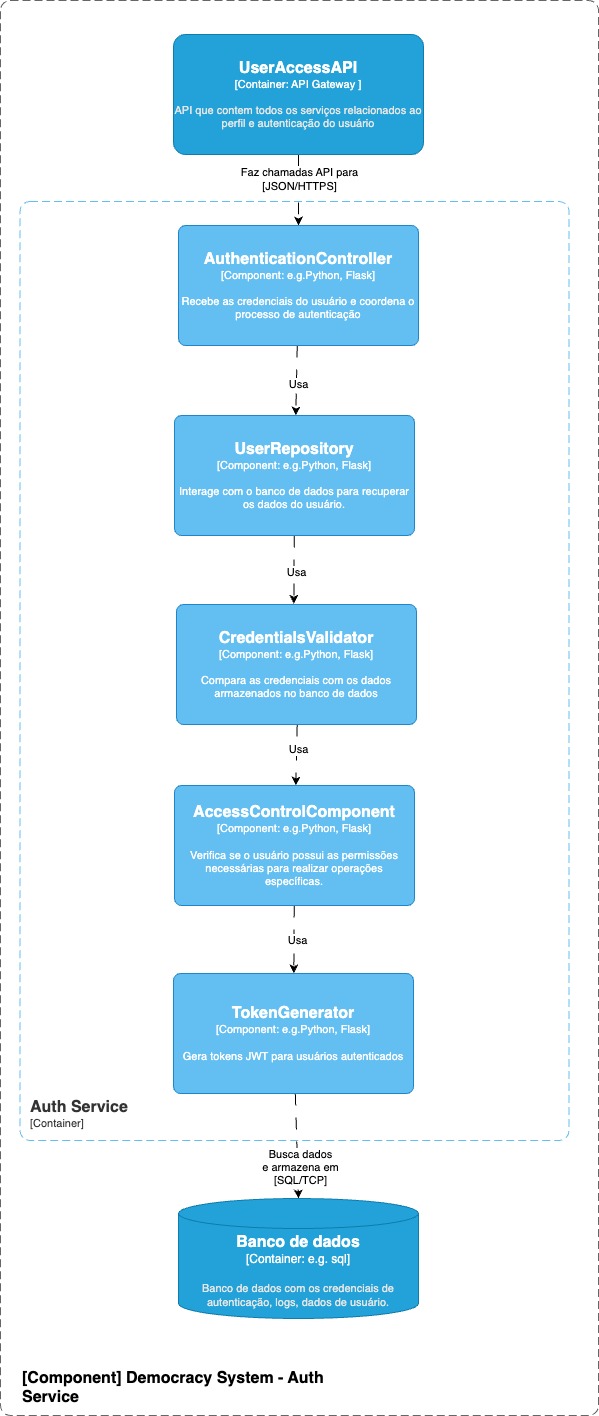 UserAccessAPI
[Container: API Gateway ]
API que contem todos os serviços relacionados ao
perfil e autenticação do usuário
Faz chamadas API para
[JSON/HTTPS]
AuthenticationController
[Component: e.g.Python, Flask]
Recebe as credenciais do usuário e coordena o
processo de autenticação
Usa
UserRepository
[Component: e.g.Python, Flask]
Interage com o banco de dados para recuperar
os dados do usuário.
Usa
CredentialsValidator
[Component: e.g.Python, Flask]
Compara as credenciais com os dados
armazenados no banco de dados
Usa
AccessControlComponent
[Component: e.g.Python, Flask]
Verifica se o usuário possui as permissões
necessárias para realizar operações
específicas.
Usa
TokenGenerator
[Component: e.g.Python, Flask]
Gera tokens JWT para usuários autenticados
Auth Service
[Container]
Busca dados
e armazena em
[SQL/TCP]
Banco de dados
[Container: e.g. sql]
Banco de dados com os credenciais de
autenticação, logs, dados de usuário.
[Component] Democracy System - Auth
Service